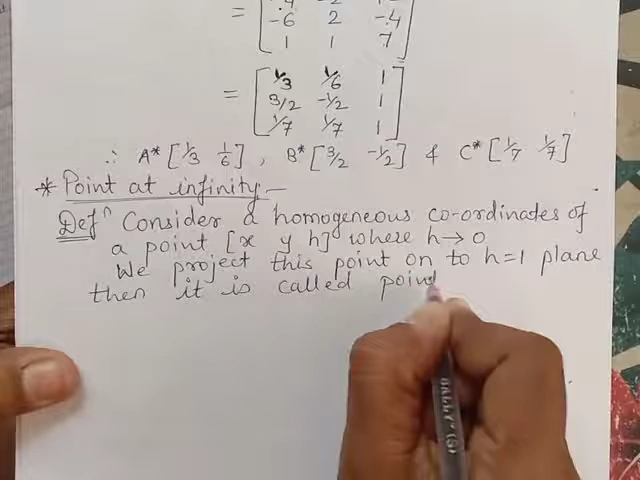 = [ .4 -2
-6 2 -.4
1 1 7 ]
= [ 1/3 1/6 1
3/2 -1/2 1
1/7 1/7 1 ]
∴ A* [1/3 1/6] , B* [3/2 -1/2] & C* [1/7 1/7]
* Point at infinity —
Defⁿ Consider a homogeneous co-ordinates of
a point [x y h] where h→0
We project this point on to h=1 plane
then it is called poin